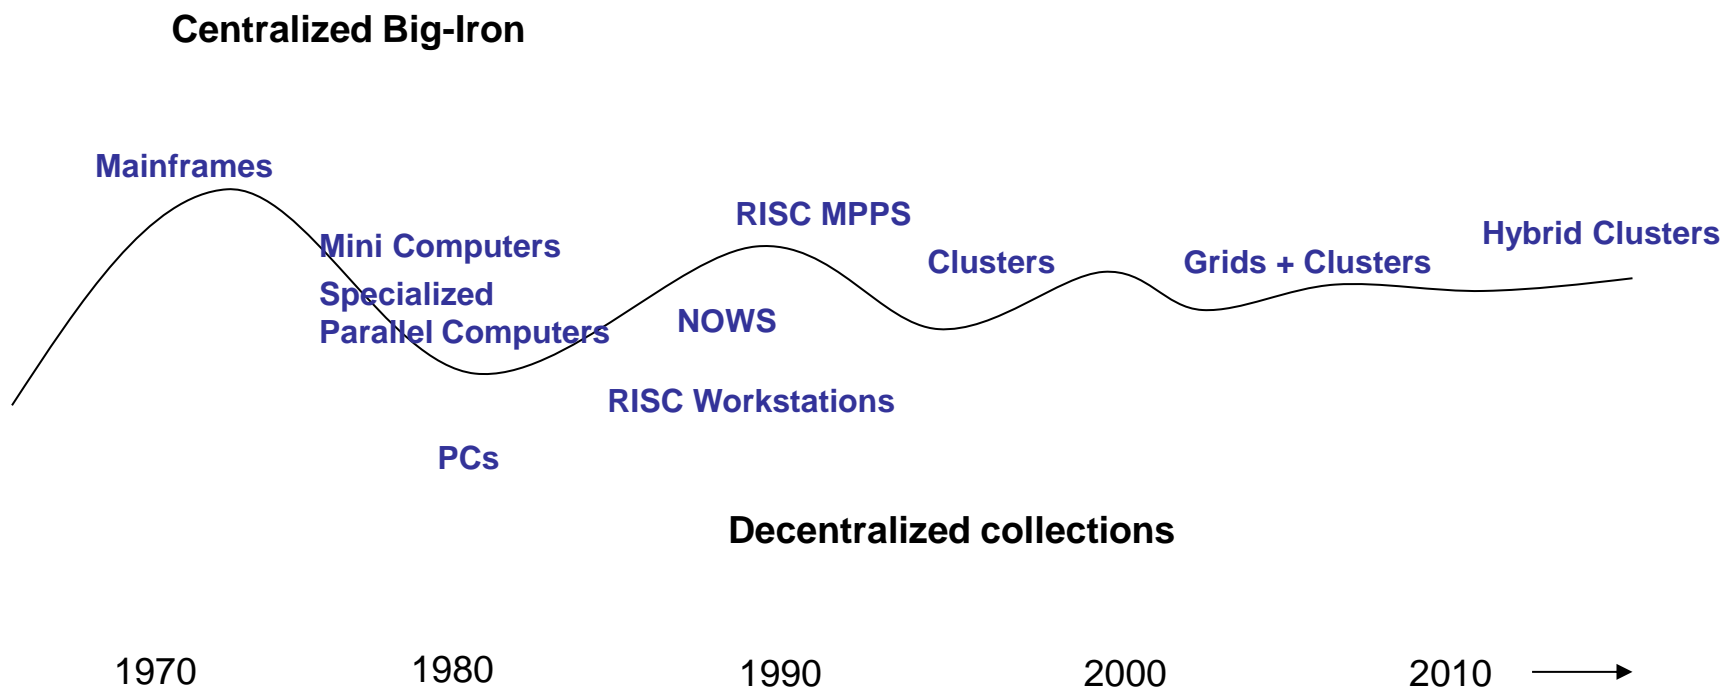 Centralized Big-Iron
Mainframes
Mini Computers
Specialized
Parallel Computers
PCs
RISC MPPS
NOWS
RISC Workstations
Clusters
Grids + Clusters
Hybrid Clusters
Decentralized collections
1970
1980
1990
2000
2010